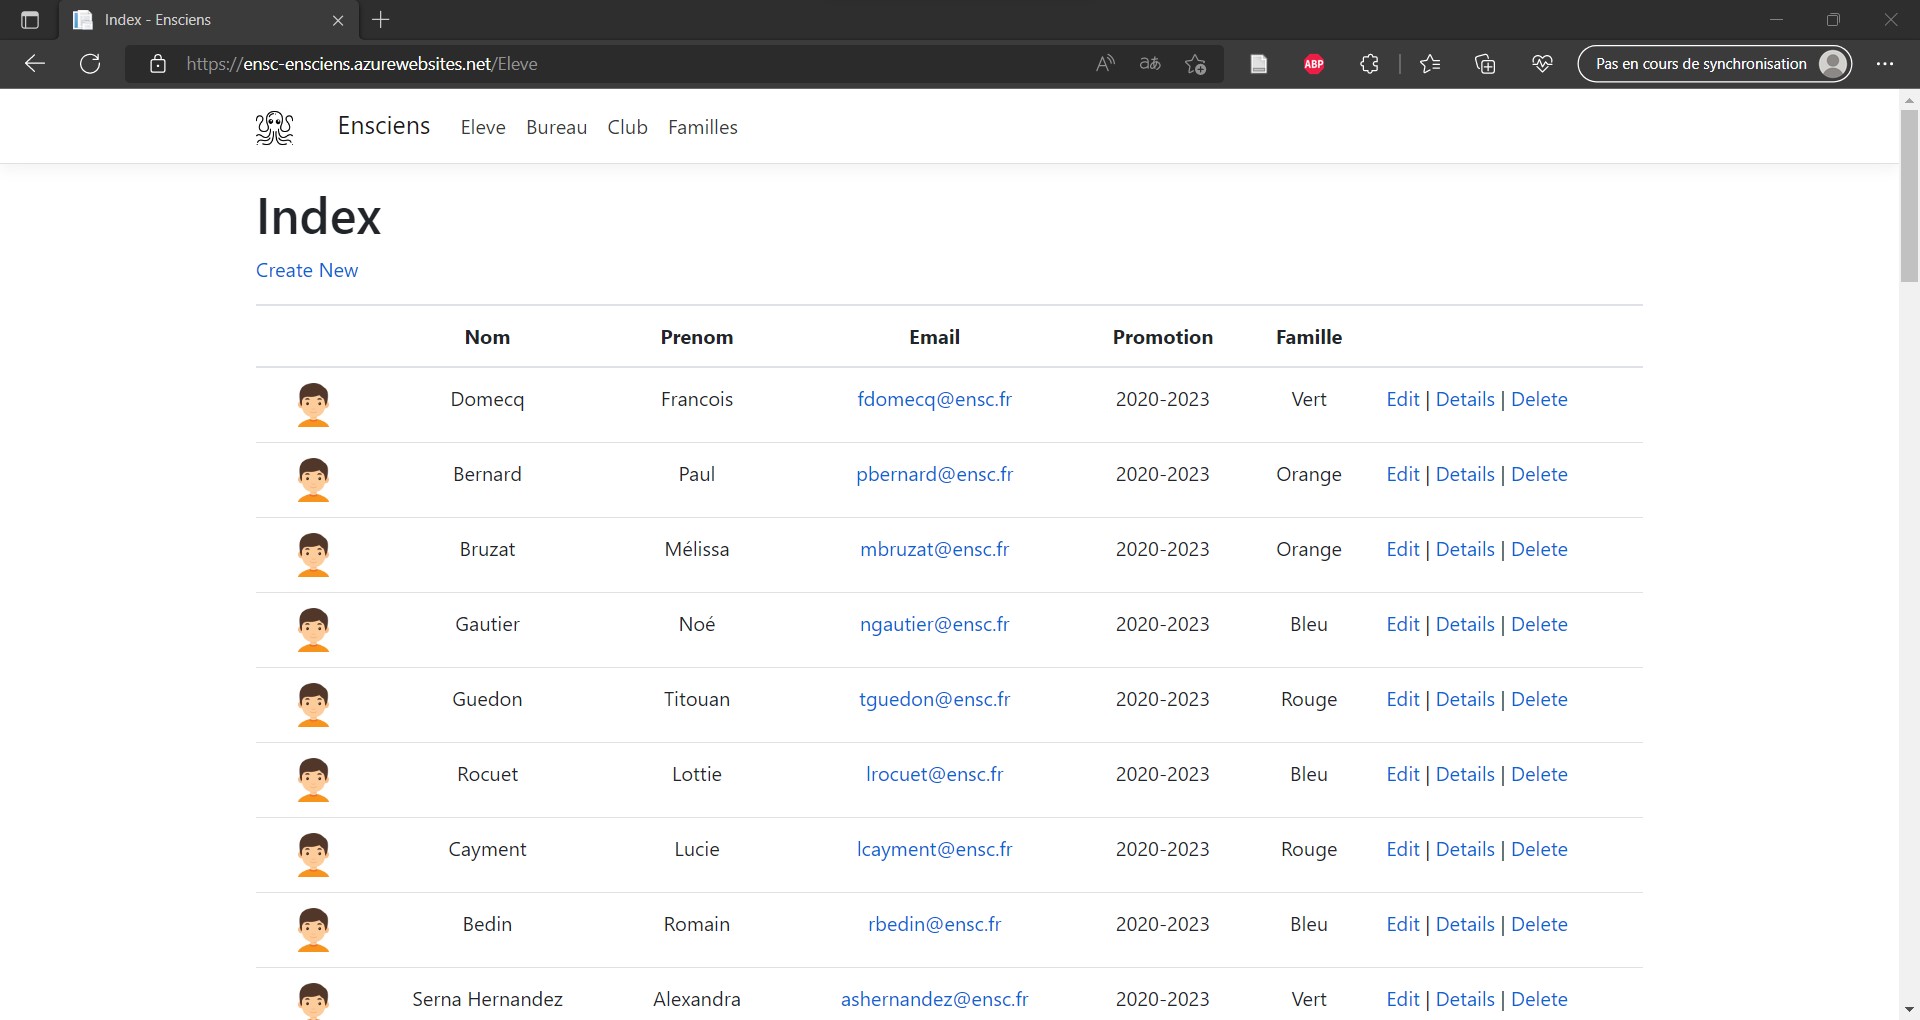 Index - Ensciens
https://ensc-ensciens.azurewebsites.net/Eleve
A
aあ
ABP
Pas en cours de synchronisation
Ensciens Eleve Bureau Club Familles
Index
Create New
Nom Prenom Email Promotion Famille
Domecq Francois fdomecq@ensc.fr 2020-2023 Vert Edit | Details | Delete
Bernard Paul pbernard@ensc.fr 2020-2023 Orange Edit | Details | Delete
Bruzat Mélissa mbruzat@ensc.fr 2020-2023 Orange Edit | Details | Delete
Gautier Noé ngautier@ensc.fr 2020-2023 Bleu Edit | Details | Delete
Guedon Titouan tguedon@ensc.fr 2020-2023 Rouge Edit | Details | Delete
Rocuet Lottie lrocuet@ensc.fr 2020-2023 Bleu Edit | Details | Delete
Cayment Lucie lcayment@ensc.fr 2020-2023 Rouge Edit | Details | Delete
Bedin Romain rbedin@ensc.fr 2020-2023 Bleu Edit | Details | Delete
Serna Hernandez Alexandra ashernandez@ensc.fr 2020-2023 Vert Edit | Details | Delete